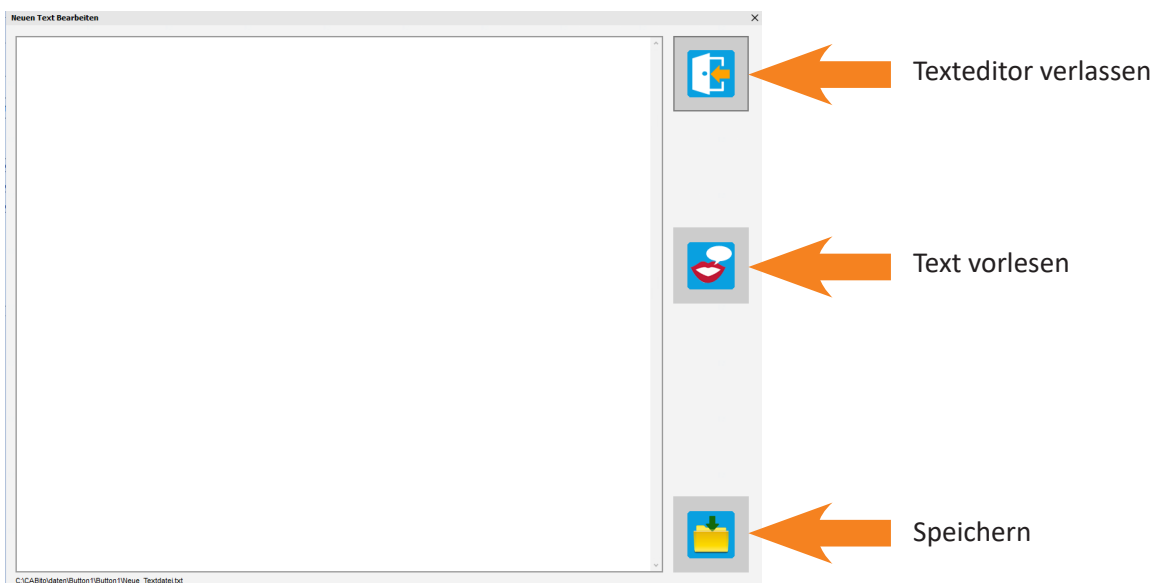 Neuen Text Bearbeiten
Texteditor verlassen
Text vorlesen
Speichern
C:\CABito\daten\Button1\Button1\Neue_Textdatei.txt